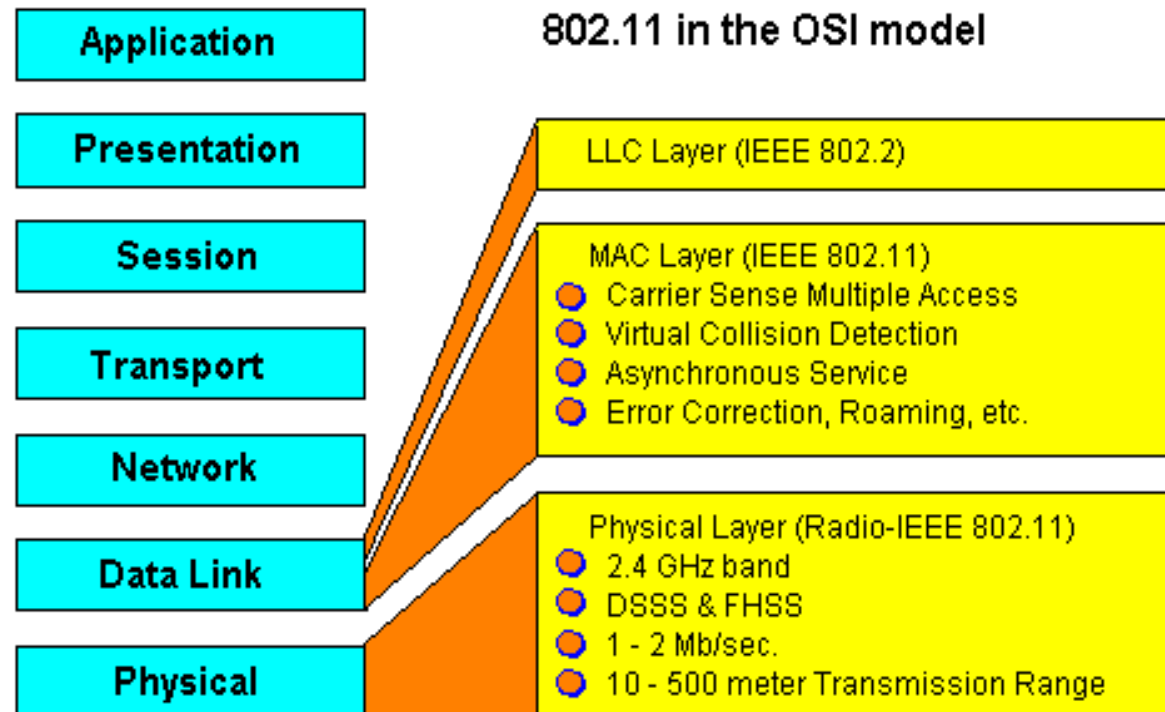 802.11 in the OSI model
Application
Presentation
Session
Transport
Network
Data Link
Physical
LLC Layer (IEEE 802.2)
MAC Layer (IEEE 802.11)
Carrier Sense Multiple Access
Virtual Collision Detection
Asynchronous Service
Error Correction, Roaming, etc.
Physical Layer (Radio-IEEE 802.11)
2.4 GHz band
DSSS & FHSS
1 - 2 Mb/sec.
10 - 500 meter Transmission Range